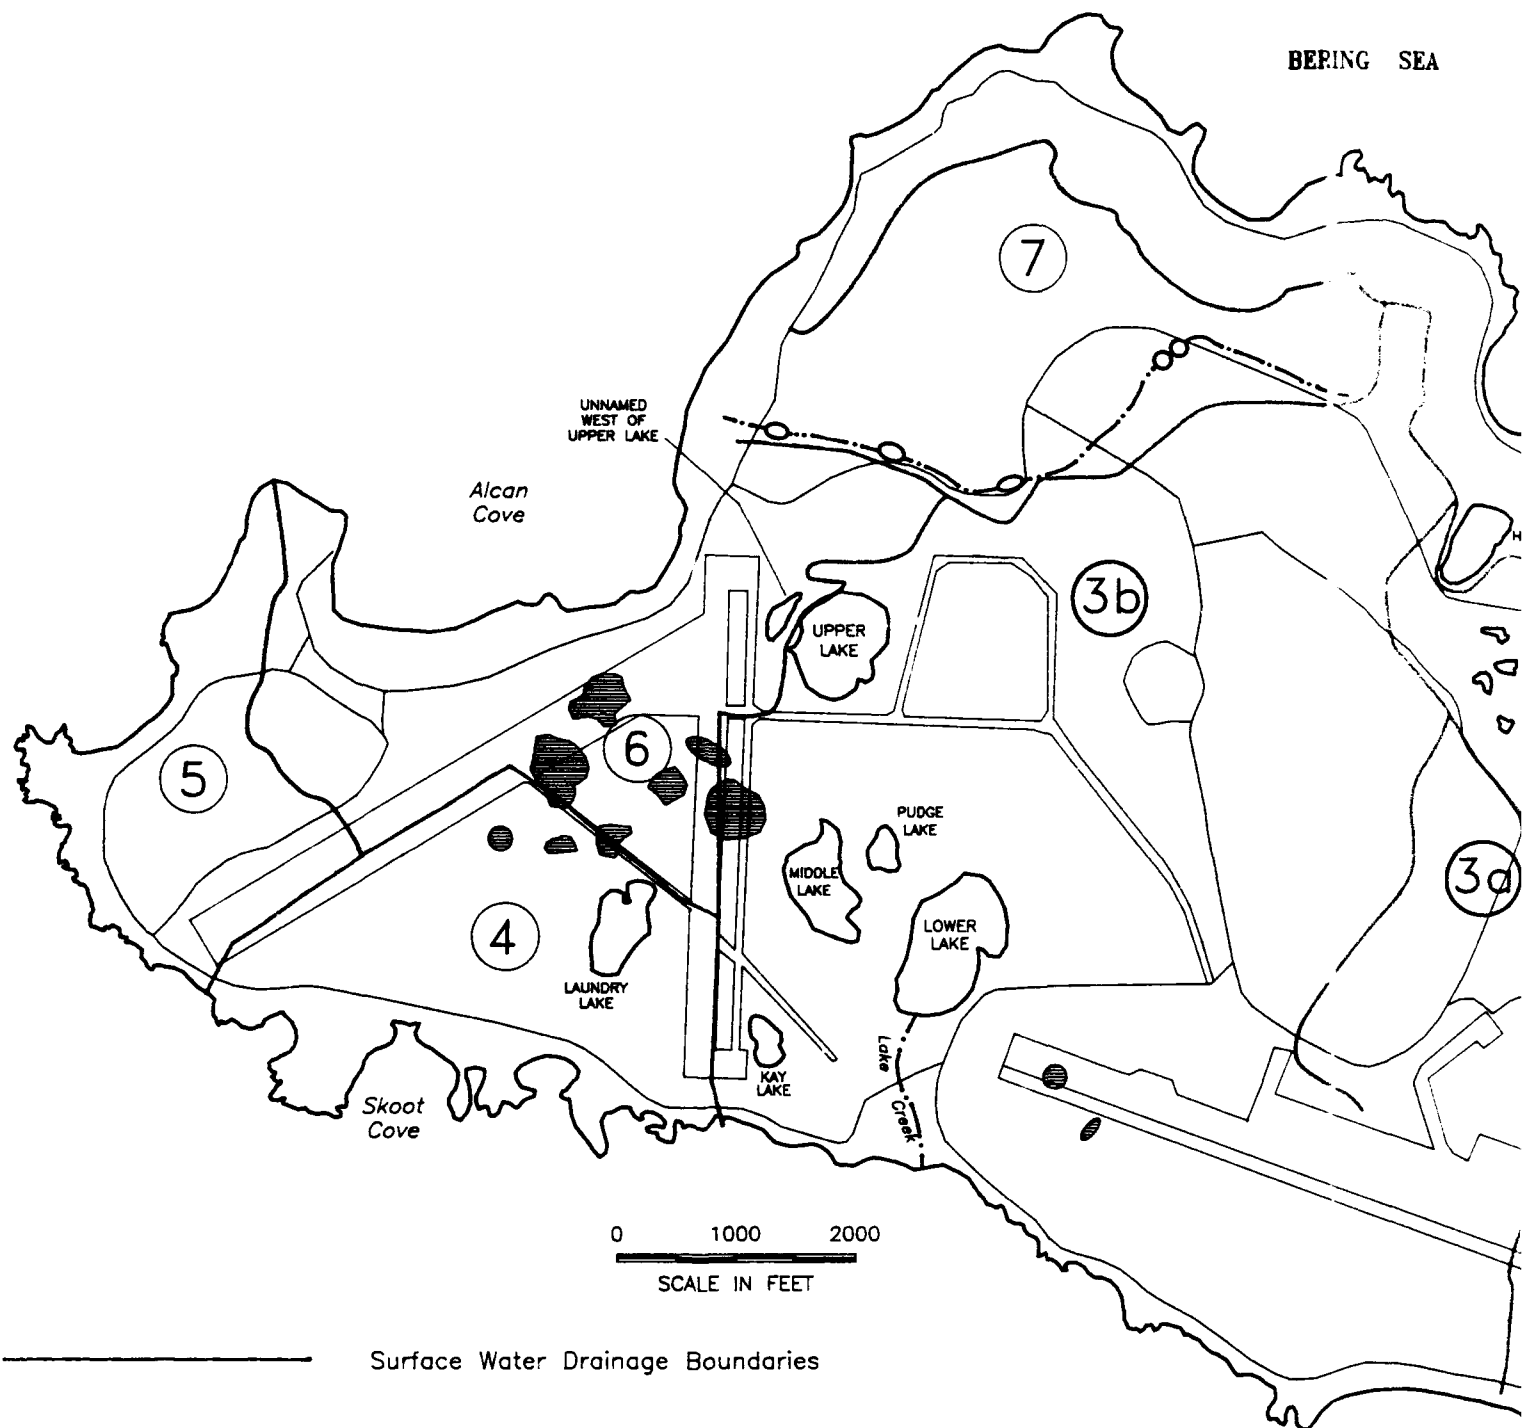 BERING SEA
7
UNNAMED
WEST OF
UPPER LAKE
Alcan
Cove
3b
UPPER
LAKE
6
5
PUDGE
LAKE
MIDDLE
LAKE
3a
4
LOWER
LAKE
LAUNDRY
LAKE
Lake
Creek
KAY
LAKE
Skoot
Cove
0 1000 2000
SCALE IN FEET
Surface Water Drainage Boundaries